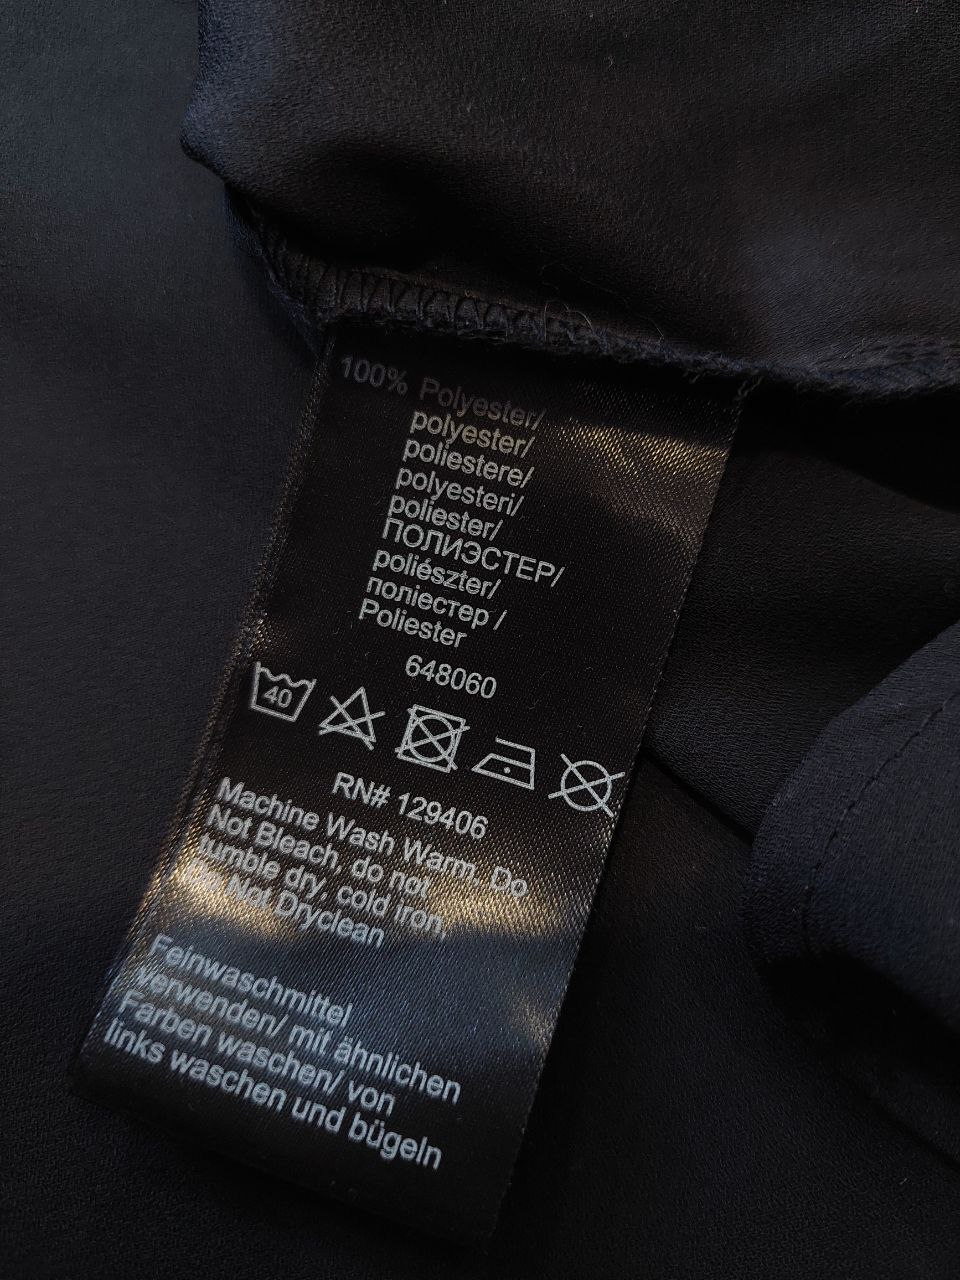 100% Polyester/
polyester/
poliestere/
polyesteri/
poliester/
ПОЛИЭСТЕР/
poliészter/
поліестер /
Poliester
648060
40
RN# 129406
Machine Wash Warm, Do
Not Bleach, do not
tumble dry, cold iron,
Do Not Dryclean
Feinwaschmittel
verwenden/ mit ähnlichen
Farben waschen/ von
links waschen und bügeln